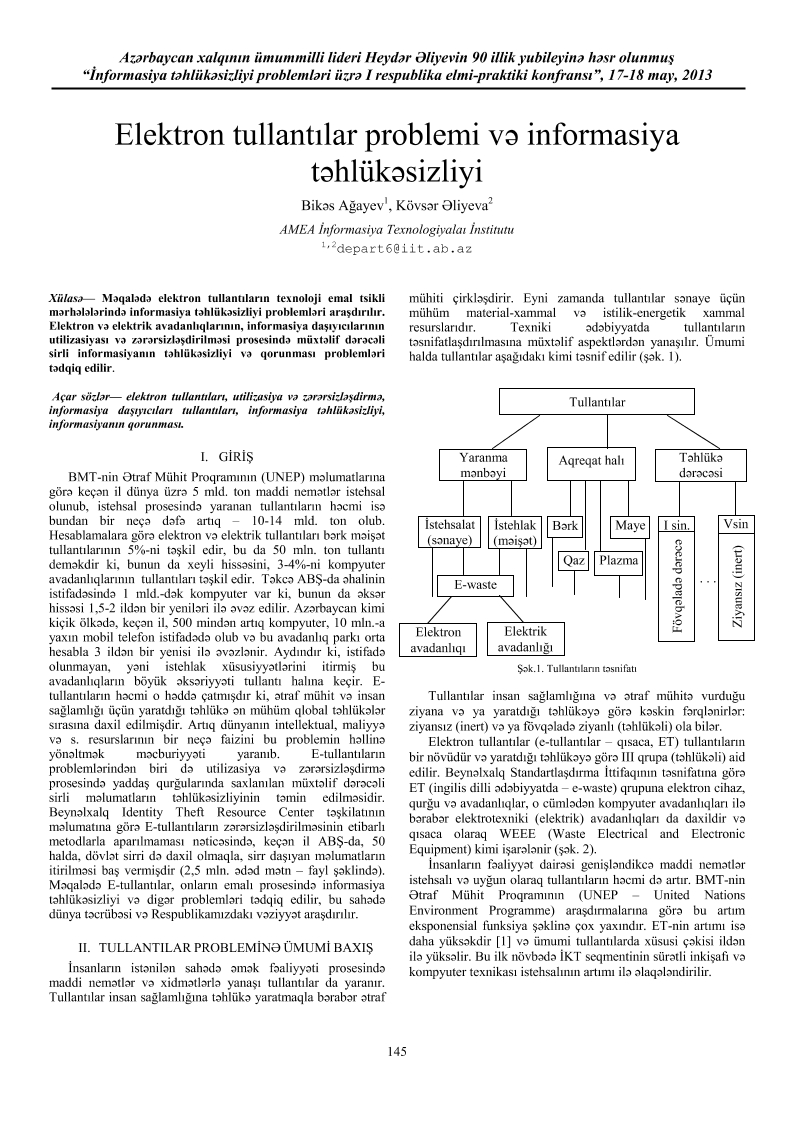 Azərbaycan xalqının ümummilli lideri Heydər Əliyevin 90 illik yubileyinə həsr olunmuş
“İnformasiya təhlükəsizliyi problemləri üzrə I respublika elmi-praktiki konfransı”, 17-18 may, 2013
Elektron tullantılar problemi və informasiya
təhlükəsizliyi
Bikəs Ağayev1, Kövsər Əliyeva2
AMEA İnformasiya Texnologiyalaı İnstitutu
1,2depart6@iit.ab.az
Xülasə— Məqalədə elektron tullantıların texnoloji emal tsikli
mərhələlərində informasiya təhlükəsizliyi problemləri araşdırılır.
Elektron və elektrik avadanlıqlarının, informasiya daşıyıcılarının
utilizasiyası və zərərsizləşdirilməsi prosesində müxtəlif dərəcəli
sirli informasiyanın təhlükəsizliyi və qorunması problemləri
tədqiq edilir.
Açar sözlər— elektron tullantıları, utilizasiya və zərərsizləşdirmə,
informasiya daşıyıcıları tullantıları, informasiya təhlükəsizliyi,
informasiyanın qorunması.
I. GİRİŞ
BMT-nin Ətraf Mühit Proqramının (UNEP) məlumatlarına
görə keçən il dünya üzrə 5 mld. ton maddi nemətlər istehsal
olunub, istehsal prosesində yaranan tullantıların həcmi isə
bundan bir neçə dəfə artıq – 10-14 mld. ton olub.
Hesablamalara görə elektron və elektrik tullantıları bərk məişət
tullantılarının 5%-ni təşkil edir, bu da 50 mln. ton tullantı
deməkdir ki, bunun da xeyli hissəsini, 3-4%-ni kompyuter
avadanlıqlarının tullantıları təşkil edir. Təkcə ABŞ-da əhalinin
istifadəsində 1 mld.-dək kompyuter var ki, bunun da əksər
hissəsi 1,5-2 ildən bir yeniləri ilə əvəz edilir. Azərbaycan kimi
kiçik ölkədə, keçən il, 500 mindən artıq kompyuter, 10 mln.-a
yaxın mobil telefon istifadədə olub və bu avadanlıq parkı orta
hesabla 3 ildən bir yenisi ilə əvəzlənir. Aydındır ki, istifadə
olunmayan, yəni istehlak xüsusiyyətlərini itirmiş bu
avadanlıqların böyük əksəriyyəti tullantı halına keçir. E-
tullantıların həcmi o həddə çatmışdır ki, ətraf mühit və insan
sağlamlığı üçün yaratdığı təhlükə ən mühüm qlobal təhlükələr
sırasına daxil edilmişdir. Artıq dünyanın intellektual, maliyyə
və s. resurslarının bir neçə faizini bu problemin həllinə
yönəltmək məcburiyyəti yaranıb. E-tullantıların
problemlərindən biri də utilizasiya və zərərsizləşdirmə
prosesində yaddaş qurğularında saxlanılan müxtəlif dərəcəli
sirli məlumatların təhlükəsizliyinin təmin edilməsidir.
Beynəlxalq Identity Theft Resource Center təşkilatının
məlumatına görə E-tullantıların zərərsizləşdirilməsinin etibarlı
metodlarla aparılmaması nəticəsində, keçən il ABŞ-da, 50
halda, dövlət sirri də daxil olmaqla, sirr daşıyan məlumatların
itirilməsi baş vermişdir (2,5 mln. ədəd mətn – fayl şəklində).
Məqalədə E-tullantılar, onların emalı prosesində informasiya
təhlükəsizliyi və digər problemləri tədqiq edilir, bu sahədə
dünya təcrübəsi və Respublikamızdakı vəziyyət araşdırılır.
II. TULLANTILAR PROBLEMİNƏ ÜMUMİ BAXIŞ
İnsanların istənilən sahədə əmək fəaliyyəti prosesində
maddi nemətlər və xidmətlərlə yanaşı tullantılar da yaranır.
Tullantılar insan sağlamlığına təhlükə yaratmaqla bərabər ətraf
mühiti çirkləşdirir. Eyni zamanda tullantılar sənaye üçün
mühüm material-xammal və istilik-energetik xammal
resurslarıdır. Texniki ədəbiyyatda tullantıların
təsnifatlaşdırılmasına müxtəlif aspektlərdən yanaşılır. Ümumi
halda tullantılar aşağıdakı kimi təsnif edilir (şək. 1).
Tullantılar
Yaranma
mənbəyi
Aqreqat halı
Təhlükə
dərəcəsi
İstehsalat
(sənaye)
İstehlak
(məişət)
Bərk
Maye
I sin.
Vsin
Qaz
Plazma
Fövqəladə dərəcə
. . .
Ziyansız (inert)
E-waste
Elektron
avadanlıqı
Elektrik
avadanlığı
Şək.1. Tullantıların təsnifatı
Tullantılar insan sağlamlığına və ətraf mühitə vurduğu
ziyana və ya yaratdığı təhlükəyə görə kəskin fərqlənirlər:
ziyansız (inert) və ya fövqəladə ziyanlı (təhlükəli) ola bilər.
Elektron tullantılar (e-tullantılar – qısaca, ET) tullantıların
bir növüdür və yaratdığı təhlükəyə görə III qrupa (təhlükəli) aid
edilir. Beynəlxalq Standartlaşdırma İttifaqının təsnifatına görə
ET (ingilis dilli ədəbiyyatda – e-waste) qrupuna elektron cihaz,
qurğu və avadanlıqlar, o cümlədən kompyuter avadanlıqları ilə
bərabər elektrotexniki (elektrik) avadanlıqları da daxildir və
qısaca olaraq WEEE (Waste Electrical and Electronic
Equipment) kimi işarələnir (şək. 2).
İnsanların fəaliyyət dairəsi genişləndikcə maddi nemətlər
istehsalı və uyğun olaraq tullantıların həcmi də artır. BMT-nin
Ətraf Mühit Proqramının (UNEP – United Nations
Environment Programme) araşdırmalarına görə bu artım
eksponensial funksiya şəklinə çox yaxındır. ET-nin artımı isə
daha yüksəkdir [1] və ümumi tullantılarda xüsusi çəkisi ildən
ilə yüksəlir. Bu ilk növbədə İKT seqmentinin sürətli inkişafı və
kompyuter texnikası istehsalının artımı ilə əlaqələndirilir.
145